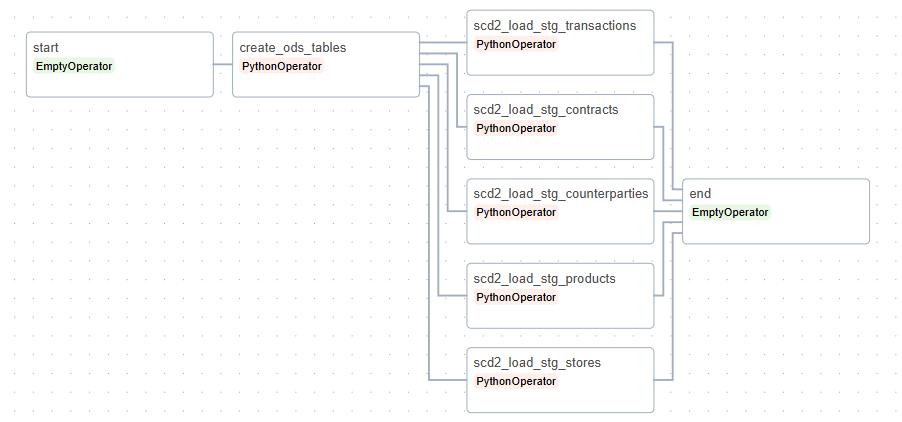 start
EmptyOperator
create_ods_tables
PythonOperator
scd2_load_stg_transactions
PythonOperator
scd2_load_stg_contracts
PythonOperator
scd2_load_stg_counterparties
PythonOperator
scd2_load_stg_products
PythonOperator
scd2_load_stg_stores
PythonOperator
end
EmptyOperator